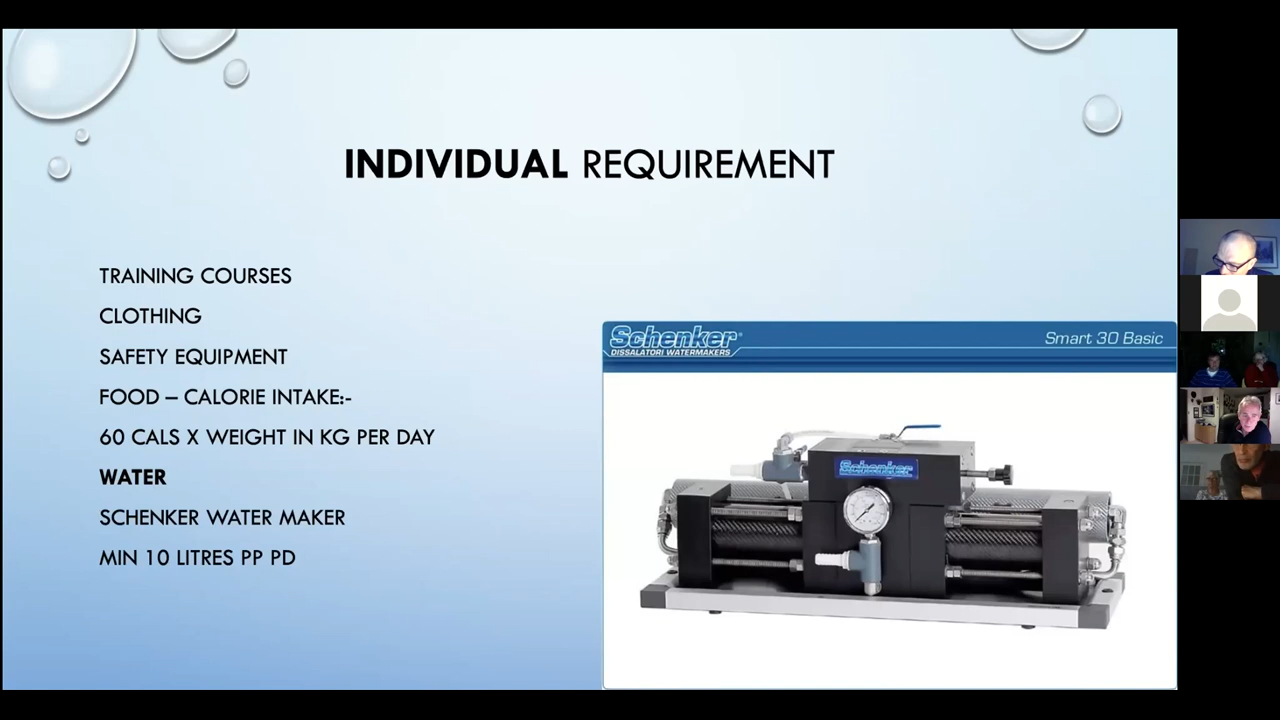 INDIVIDUAL REQUIREMENT
TRAINING COURSES
CLOTHING
SAFETY EQUIPMENT
FOOD – CALORIE INTAKE:-
60 CALS X WEIGHT IN KG PER DAY
WATER
SCHENKER WATER MAKER
MIN 10 LITRES PP PD
Schenker
DISSALATORI WATERMAKERS
Smart 30 Basic
Schenker